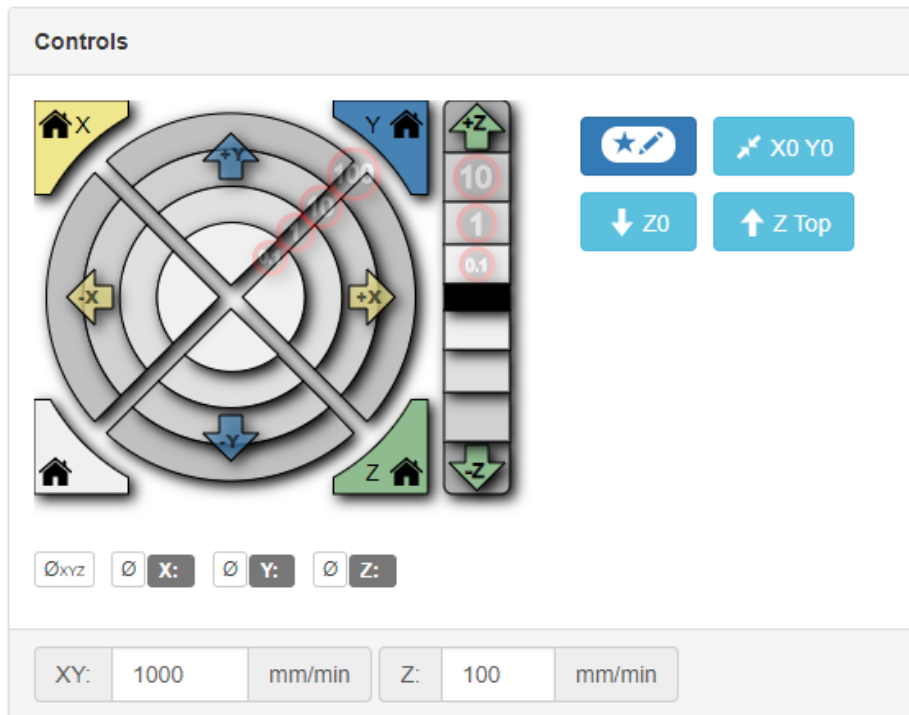 Controls
X
Y
+Z
+Y
100
10
1
0.1
10
1
0.1
-X
+X
-Y
Z
-Z
X0 Y0
Z0
Z Top
ØXYZ
Ø X:
Ø Y:
Ø Z:
XY: 1000 mm/min
Z: 100 mm/min